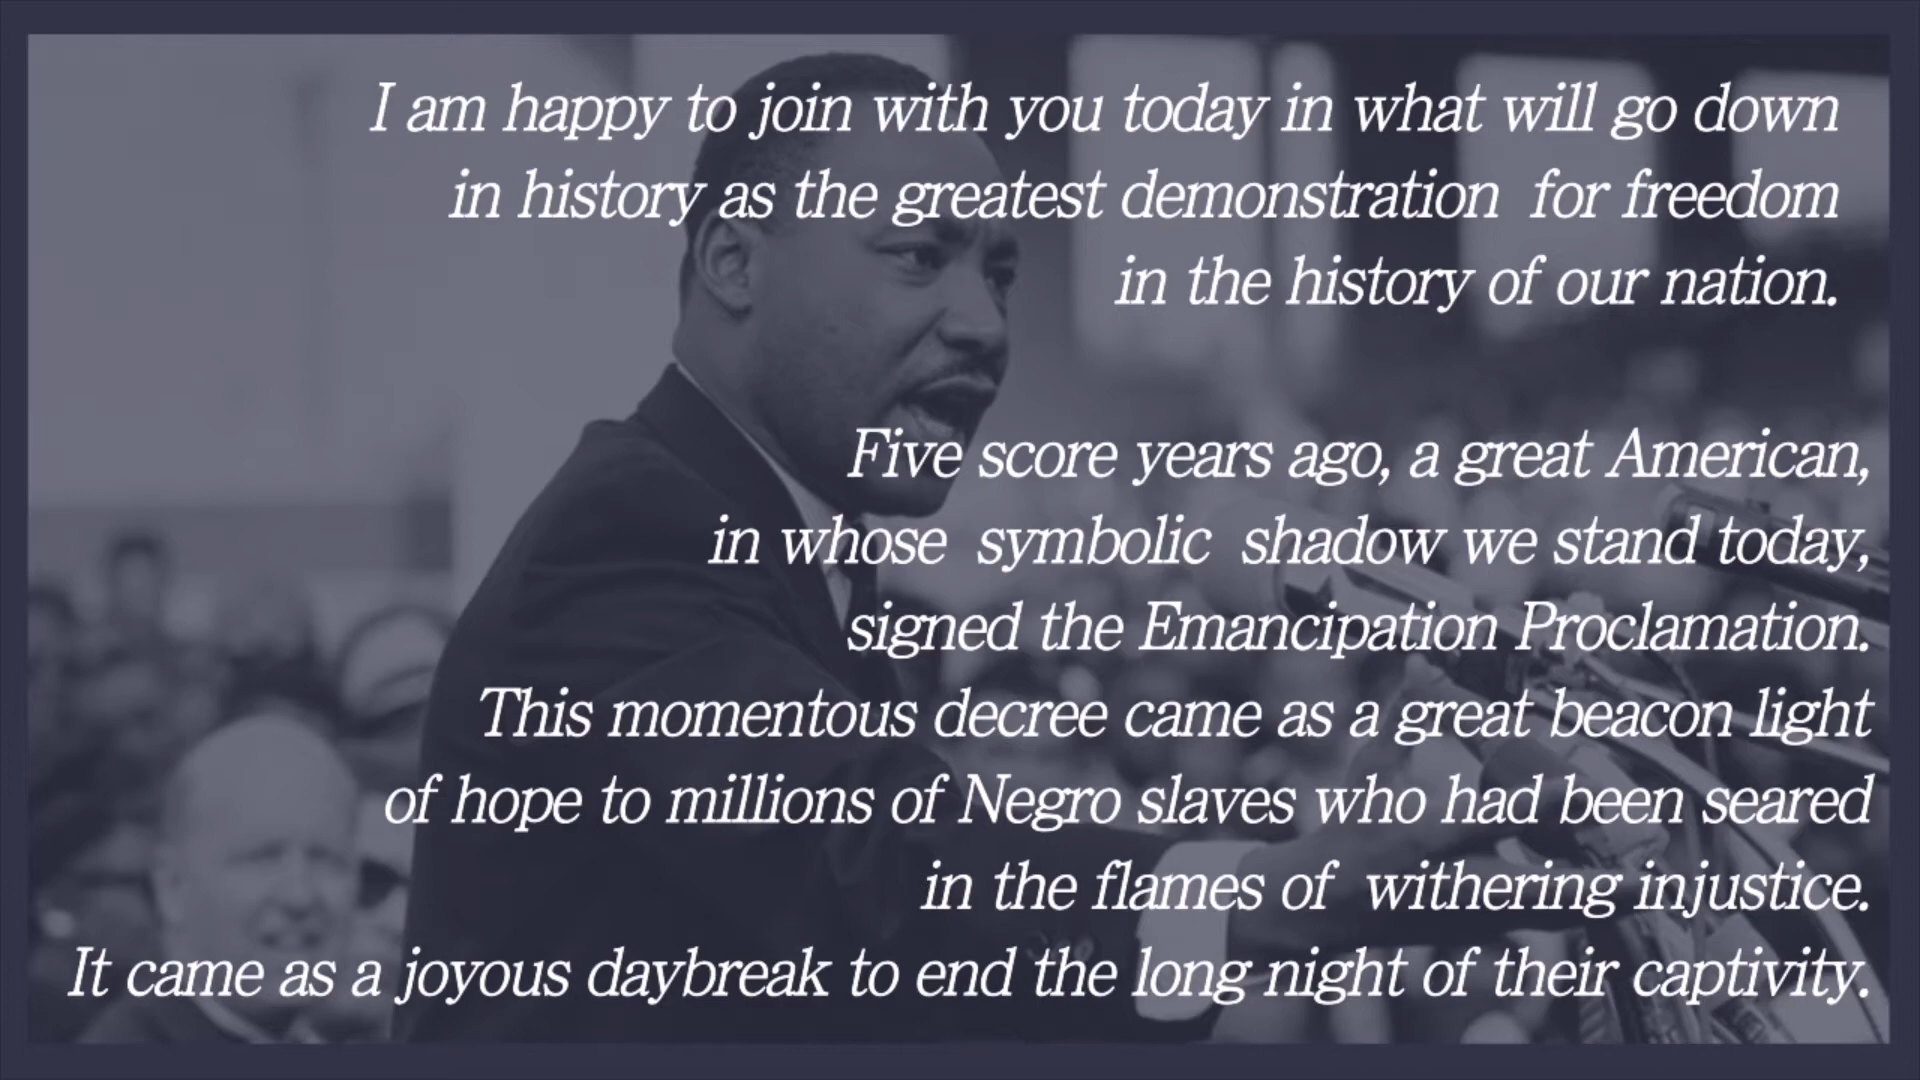 I am happy to join with you today in what will go down
in history as the greatest demonstration for freedom
in the history of our nation.
Five score years ago, a great American,
in whose symbolic shadow we stand today,
signed the Emancipation Proclamation.
This momentous decree came as a great beacon light
of hope to millions of Negro slaves who had been seared
in the flames of withering injustice.
It came as a joyous daybreak to end the long night of their captivity.